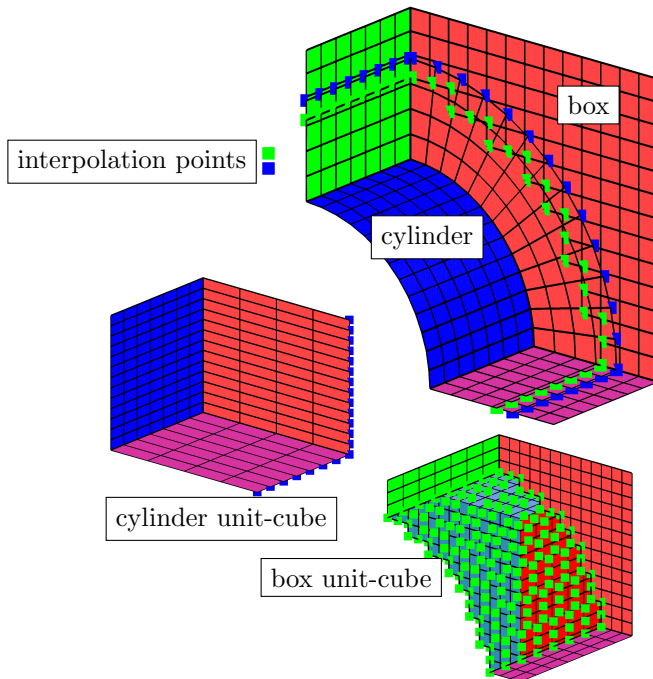 box
interpolation points
cylinder
cylinder unit-cube
box unit-cube